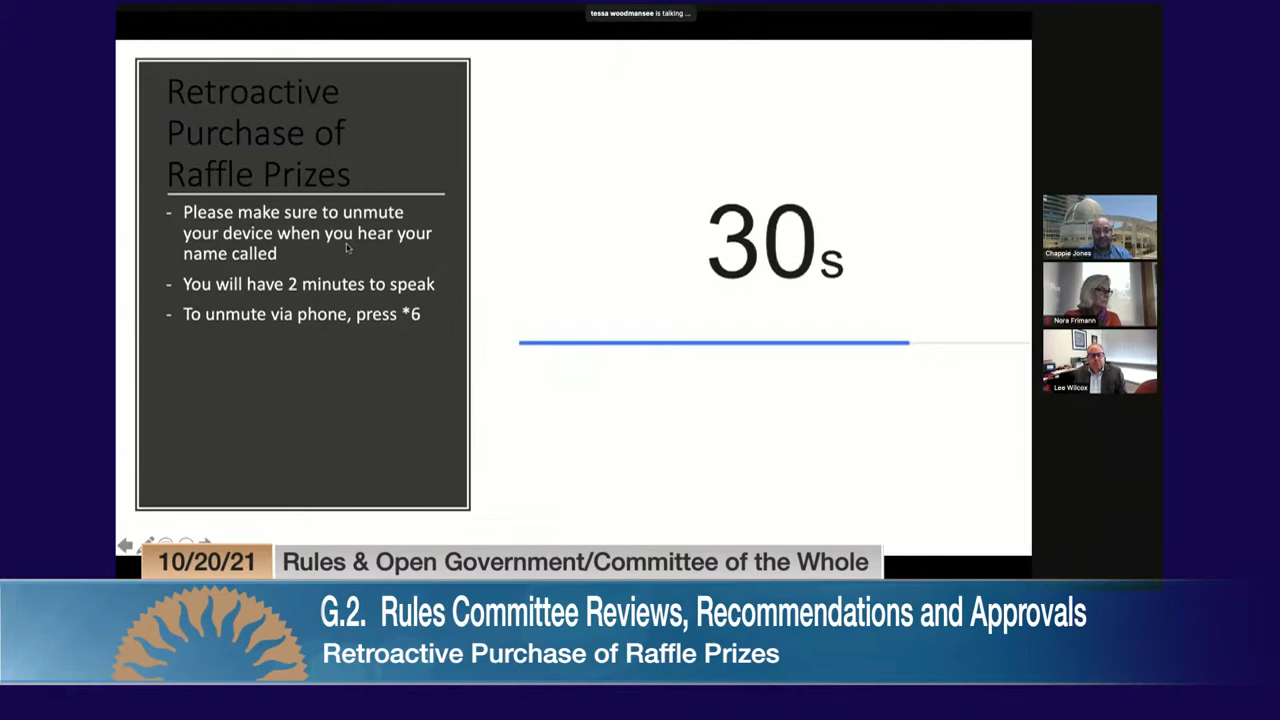 tessa woodmansee is talking ...
Retroactive
Purchase of
Raffle Prizes
- Please make sure to unmute
your device when you hear your
name called
- You will have 2 minutes to speak
- To unmute via phone, press *6
30s
Chappie Jones
Nora Frimann
Lee Wilcox
10/20/21
Rules & Open Government/Committee of the Whole
G.2. Rules Committee Reviews, Recommendations and Approvals
Retroactive Purchase of Raffle Prizes